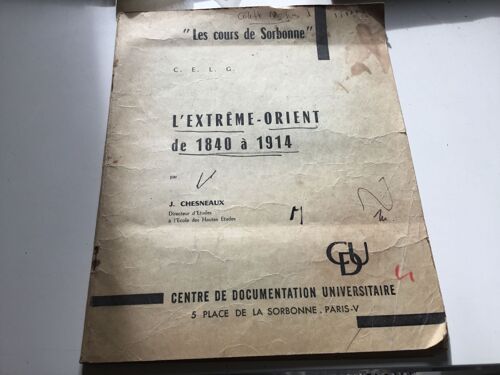 "Les cours de Sorbonne"
C. E. L. G.
L'EXTRÊME-ORIENT
de 1840 à 1914
par
J. CHESNEAUX
Directeur d'Etudes
à l'Ecole des Hautes Etudes
CDU
CENTRE DE DOCUMENTATION UNIVERSITAIRE
5 PLACE DE LA SORBONNE. PARIS-V